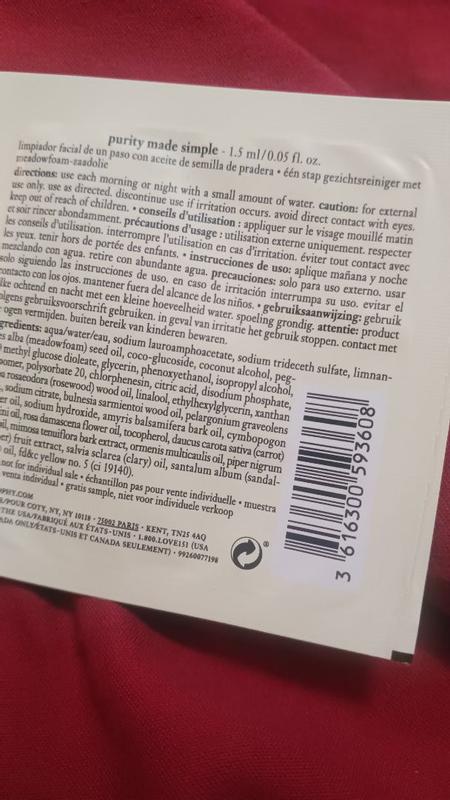 purity made simple - 1.5 ml/0.05 fl. oz.
limpiador facial de un paso con aceite de semilla de pradera • één stap gezichtsreiniger met
meadowfoam-zaadolie
directions: use each morning or night with a small amount of water. caution: for external
use only. use as directed. discontinue use if irritation occurs. avoid direct contact with eyes.
keep out of reach of children. • conseils d'utilisation : appliquer sur le visage mouillé matin
et soir rincer abondamment. précautions d'usage : utilisation externe uniquement. respecter
les conseils d'utilisation. interrompre l'utilisation en cas d'irritation. éviter tout contact avec
les yeux. tenir hors de portée des enfants. • instrucciones de uso: aplique mañana y noche
mezclando con agua. retire con abundante agua. precauciones: solo para uso externo. usar
solo siguiendo las instrucciones de uso. en caso de irritación interrumpa su uso. evitar el
contacto con los ojos. mantener fuera del alcance de los niños. • gebruiksaanwijzing: gebruik
lke ochtend en nacht met een kleine hoeveelheid water. spoeling grondig. attentie: product
olgens gebruiksvoorschrift gebruiken. in geval van irritatie het gebruik stoppen. contact met
ogen vermijden. buiten bereik van kinderen bewaren.
gredients: aqua/water/eau, sodium lauroamphoacetate, sodium trideceth sulfate, limnan-
es alba (meadowfoam) seed oil, coco-glucoside, coconut alcohol, peg-
methyl glucose dioleate, glycerin, phenoxyethanol, isopropyl alcohol,
omer, polysorbate 20, chlorphenesin, citric acid, disodium phosphate,
a rosaeodora (rosewood) wood oil, linalool, ethylhexylglycerin, xanthan
, sodium citrate, bulnesia sarmientoi wood oil, pelargonium graveolens
er oil, sodium hydroxide, amyris balsamifera bark oil, cymbopogon
ini oil, rosa damascena flower oil, tocopherol, daucus carota sativa (carrot)
il, mimosa tenuiflora bark extract, ormenis multicaulis oil, piper nigrum
er) fruit extract, salvia sclarea (clary) oil, santalum album (sandal-
) oil, fd&c yellow no. 5 (ci 19140).
not for individual sale • échantillon pas pour vente individuelle • muestra
venta individual • gratis sample, niet voor individuele verkoop
PHY.COM
E/POUR COTY, NY, NY 10118 • 75002 PARIS • KENT, TN25 4AQ
THE USA/FABRIQUÉ AUX ÉTATS-UNIS • 1.800.LOVE151 (USA
ADA ONLY/ÉTATS-UNIS ET CANADA SEULEMENT) • 99260077198
3 616300 593608